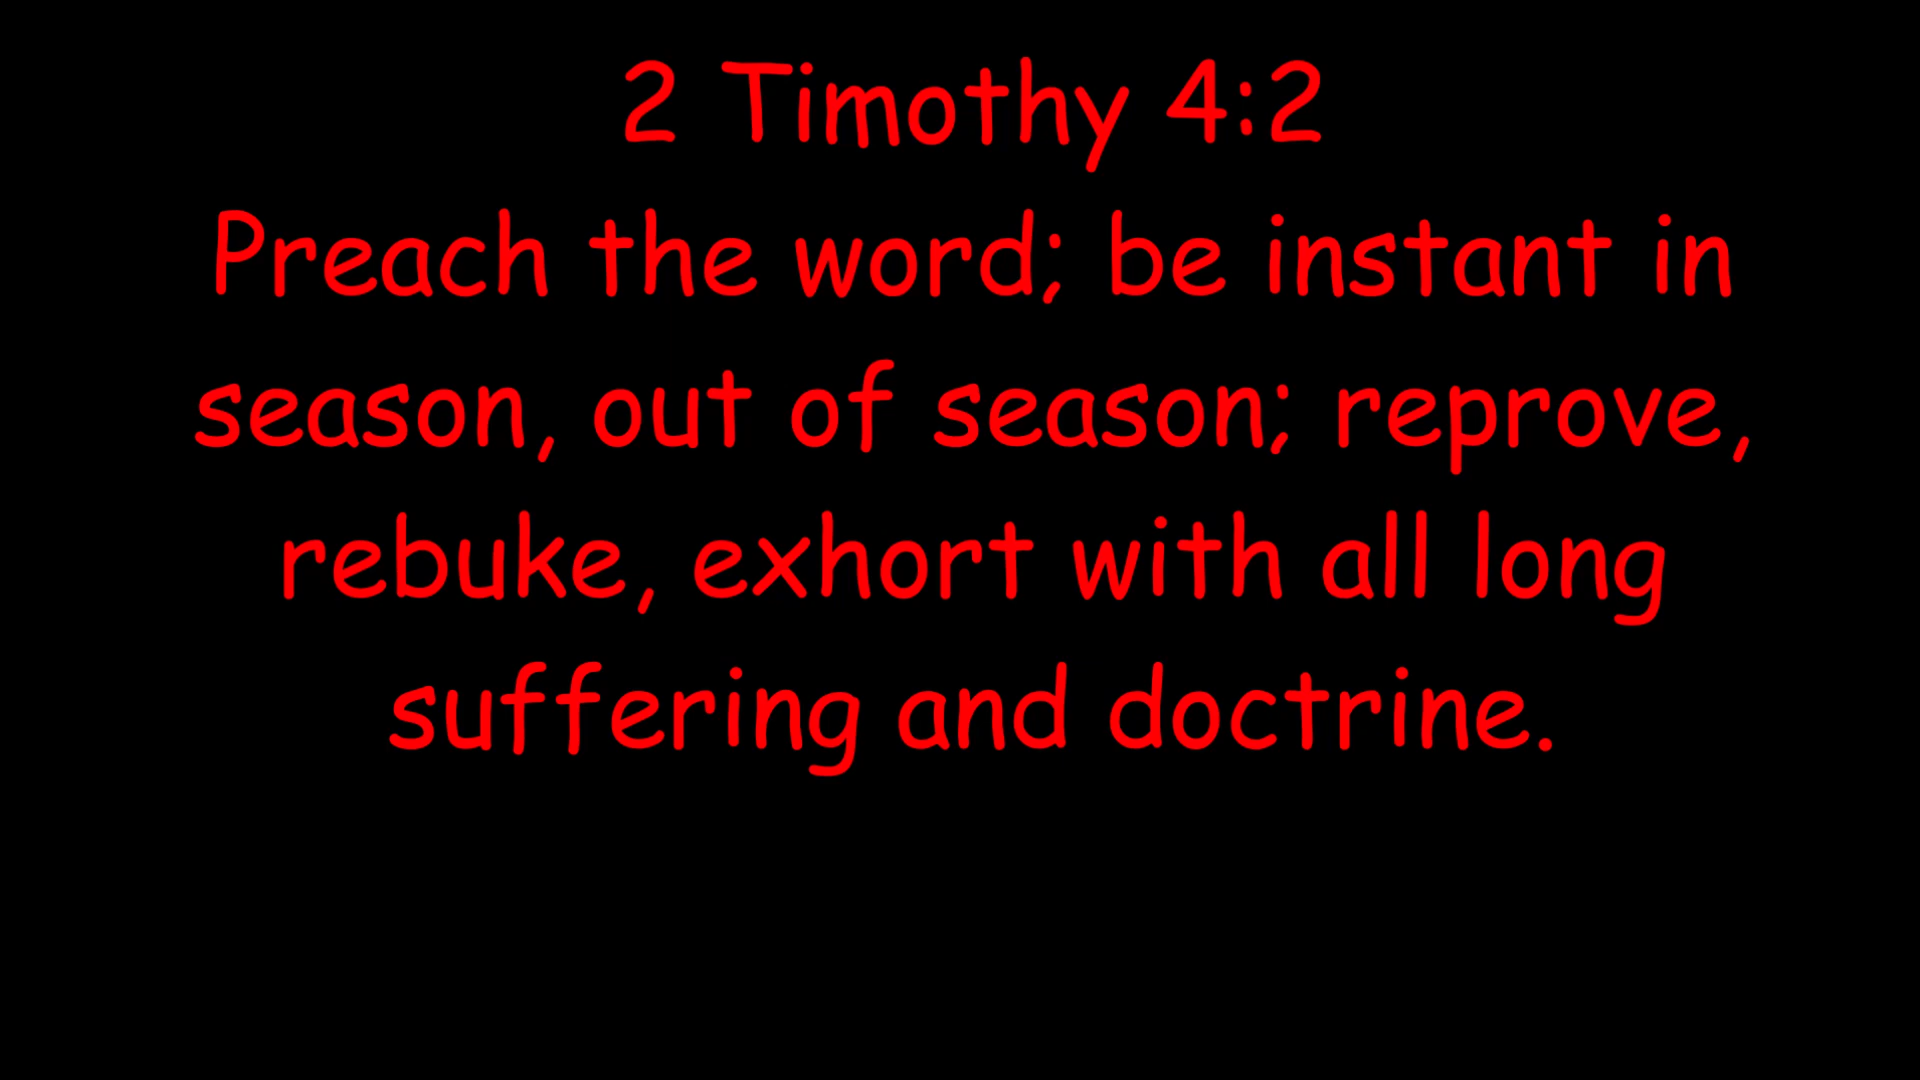 2 Timothy 4:2
Preach the word; be instant in
season, out of season; reprove,
rebuke, exhort with all long
suffering and doctrine.